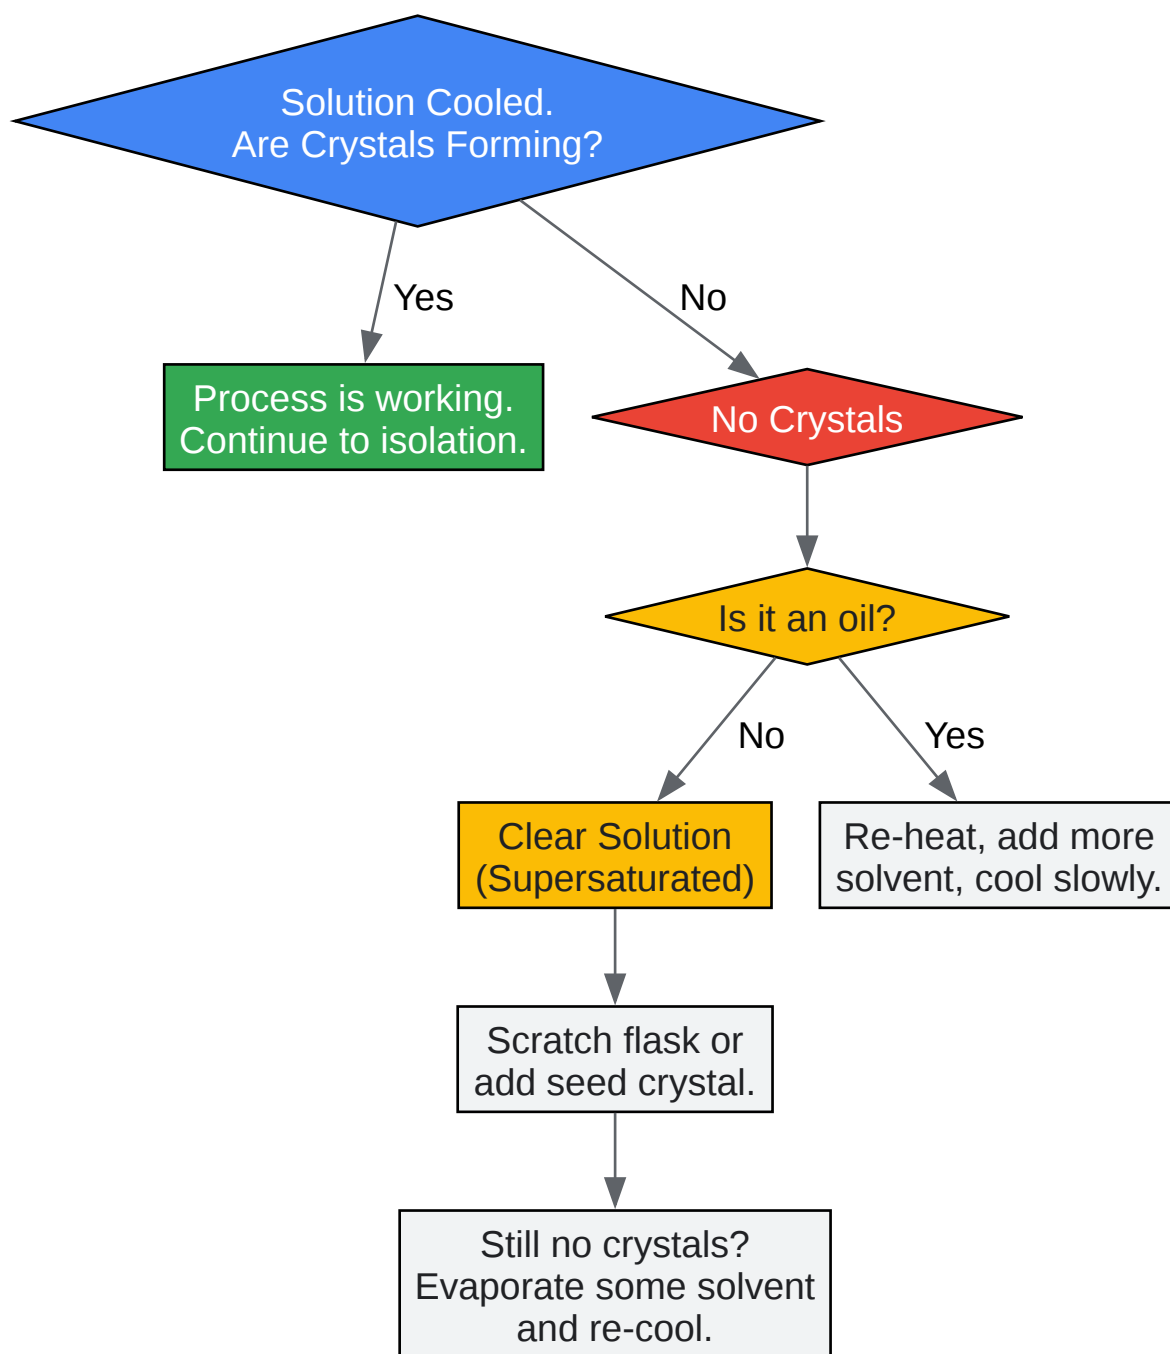 Solution Cooled.
Are Crystals Forming?
Yes
No
Process is working.
Continue to isolation.
No Crystals
Is it an oil?
No
Yes
Clear Solution
(Supersaturated)
Re-heat, add more
solvent, cool slowly.
Scratch flask or
add seed crystal.
Still no crystals?
Evaporate some solvent
and re-cool.